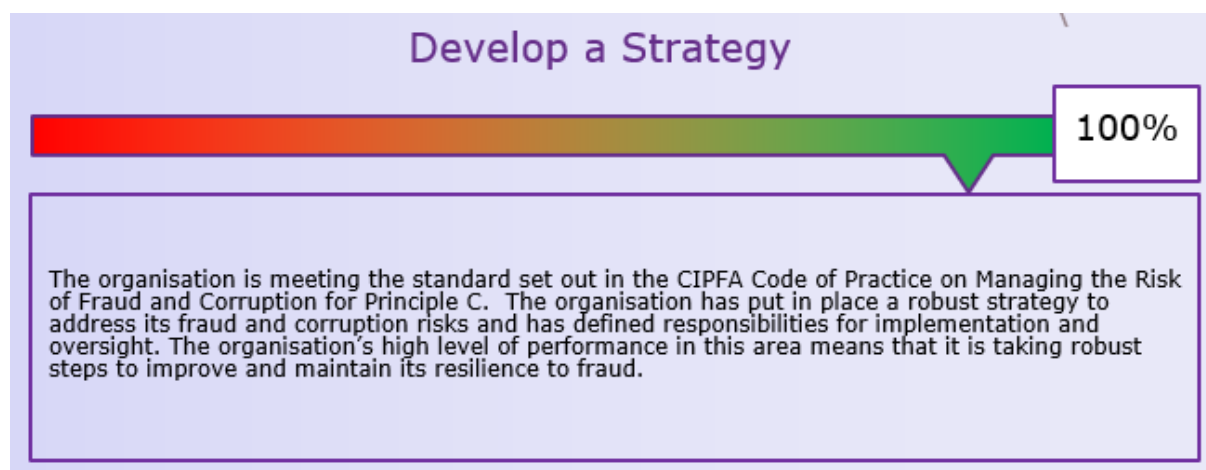 Develop a Strategy
100%
The organisation is meeting the standard set out in the CIPFA Code of Practice on Managing the Risk
of Fraud and Corruption for Principle C.  The organisation has put in place a robust strategy to
address its fraud and corruption risks and has defined responsibilities for implementation and
oversight. The organisation’s high level of performance in this area means that it is taking robust
steps to improve and maintain its resilience to fraud.